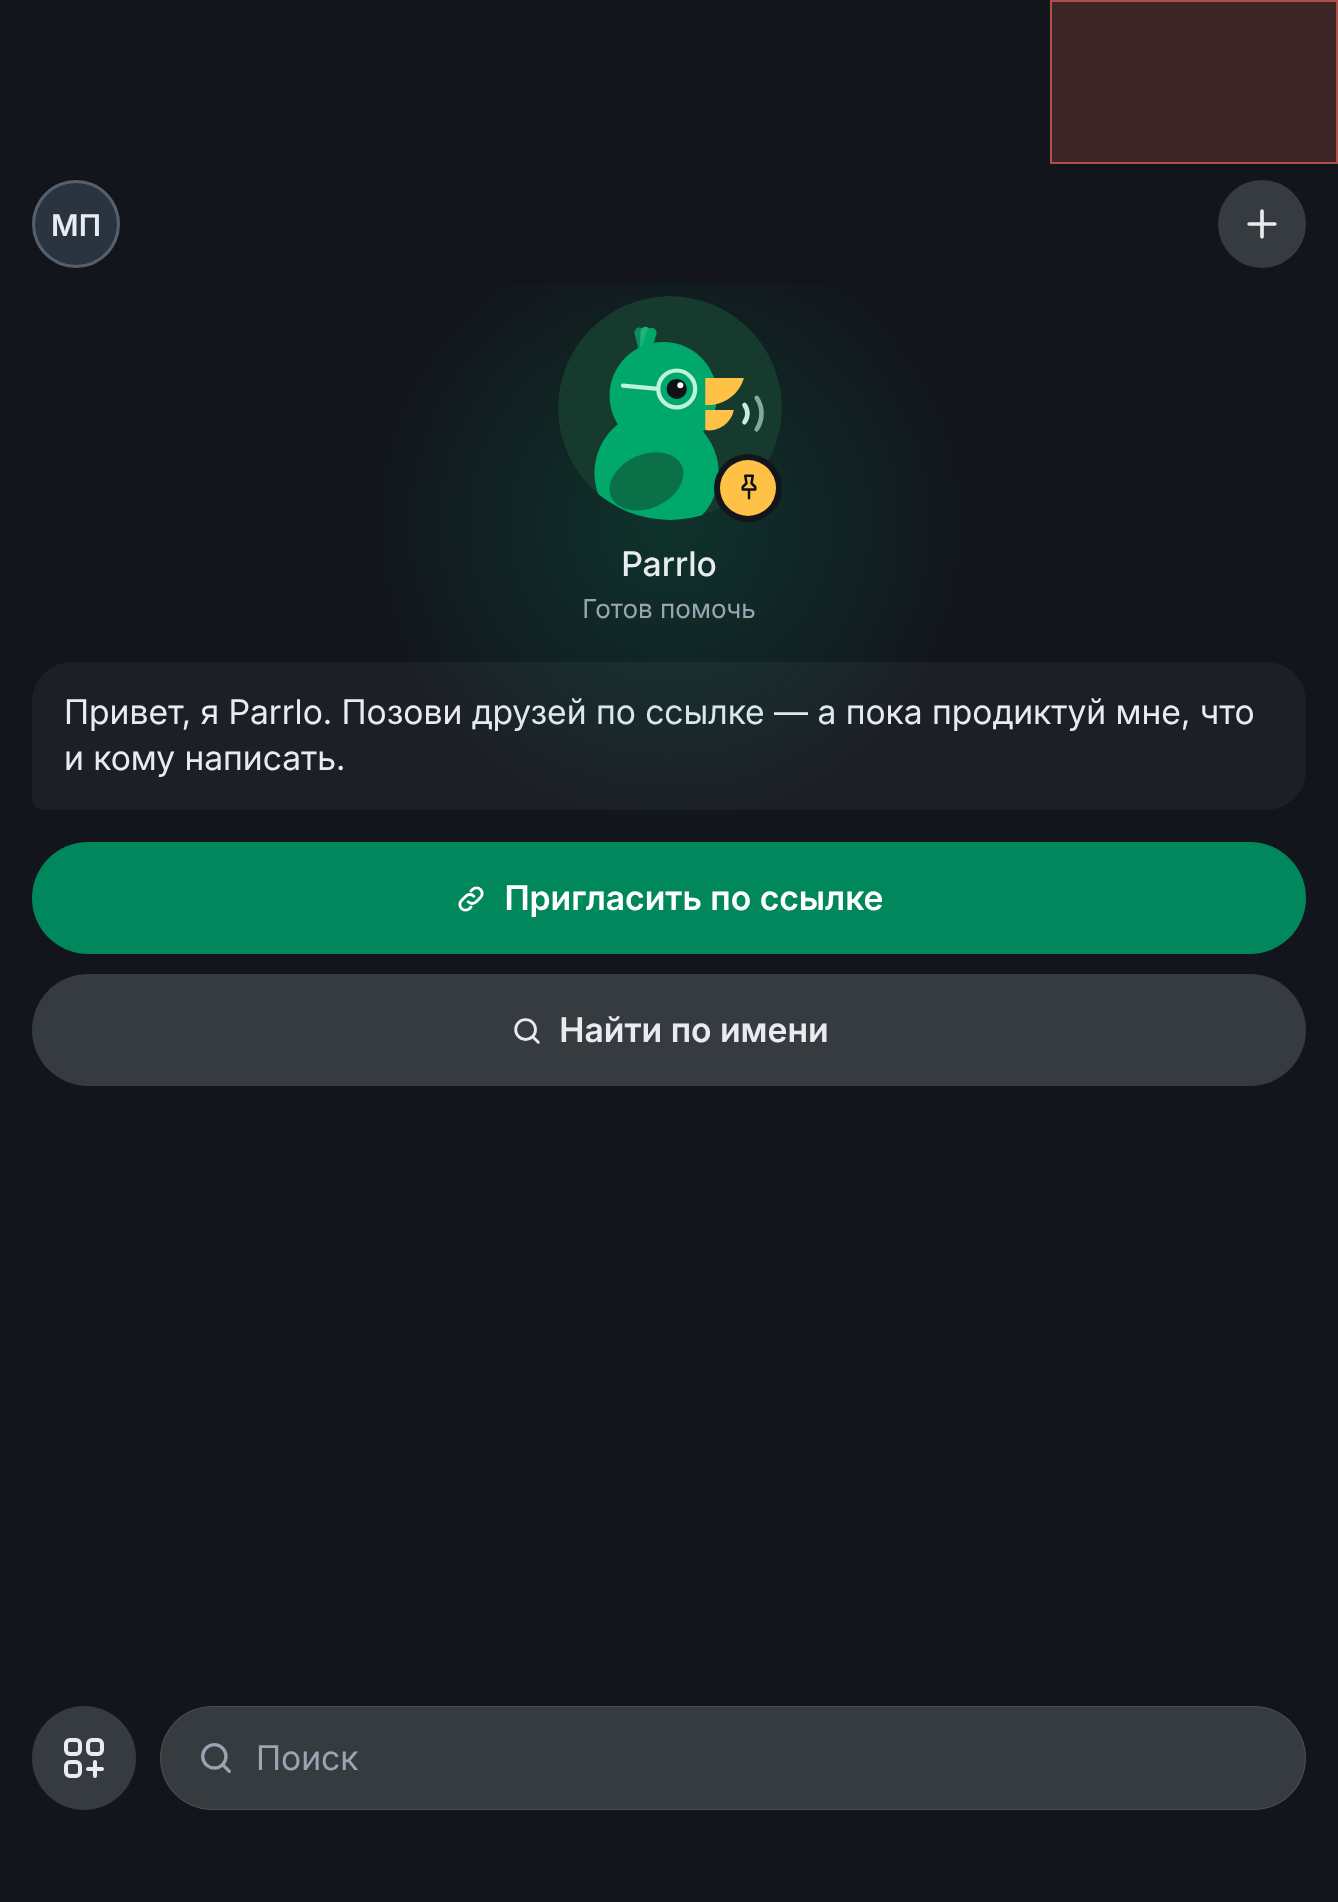 МП
Parrlo
Готов помочь
Привет, я Parrlo. Позови друзей по ссылке — а пока продиктуй мне, что
и кому написать.
Пригласить по ссылке
Найти по имени
Поиск